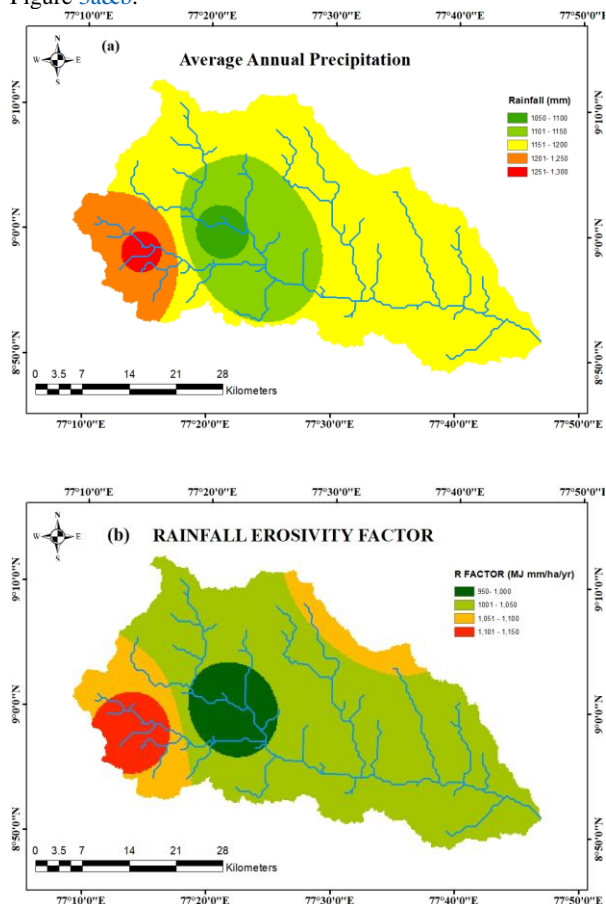 Figure
77°10'0"E 77°20'0"E 77°30'0"E 77°40'0"E 77°50'0"E
(a)
Average Annual Precipitation
N
W E
S
Rainfall (mm)
1050 - 1100
1101 - 1150
1151 - 1200
1201 - 1,250
1251 - 1,300
9°10'0"N
9°0'0"N
8°50'0"N
9°10'0"N
9°0'0"N
8°50'0"N
0 3.5 7 14 21 28
Kilometers
77°10'0"E 77°20'0"E 77°30'0"E 77°40'0"E 77°50'0"E
77°10'0"E 77°20'0"E 77°30'0"E 77°40'0"E 77°50'0"E
(b) RAINFALL EROSIVITY FACTOR
N
W E
S
R FACTOR (MJ mm/ha/yr)
950- 1,000
1001 - 1,050
1,051 - 1,100
1,101 - 1,150
9°10'0"N
9°0'0"N
8°50'0"N
9°10'0"N
9°0'0"N
8°50'0"N
0 3.5 7 14 21 28
Kilometers
77°10'0"E 77°20'0"E 77°30'0"E 77°40'0"E 77°50'0"E